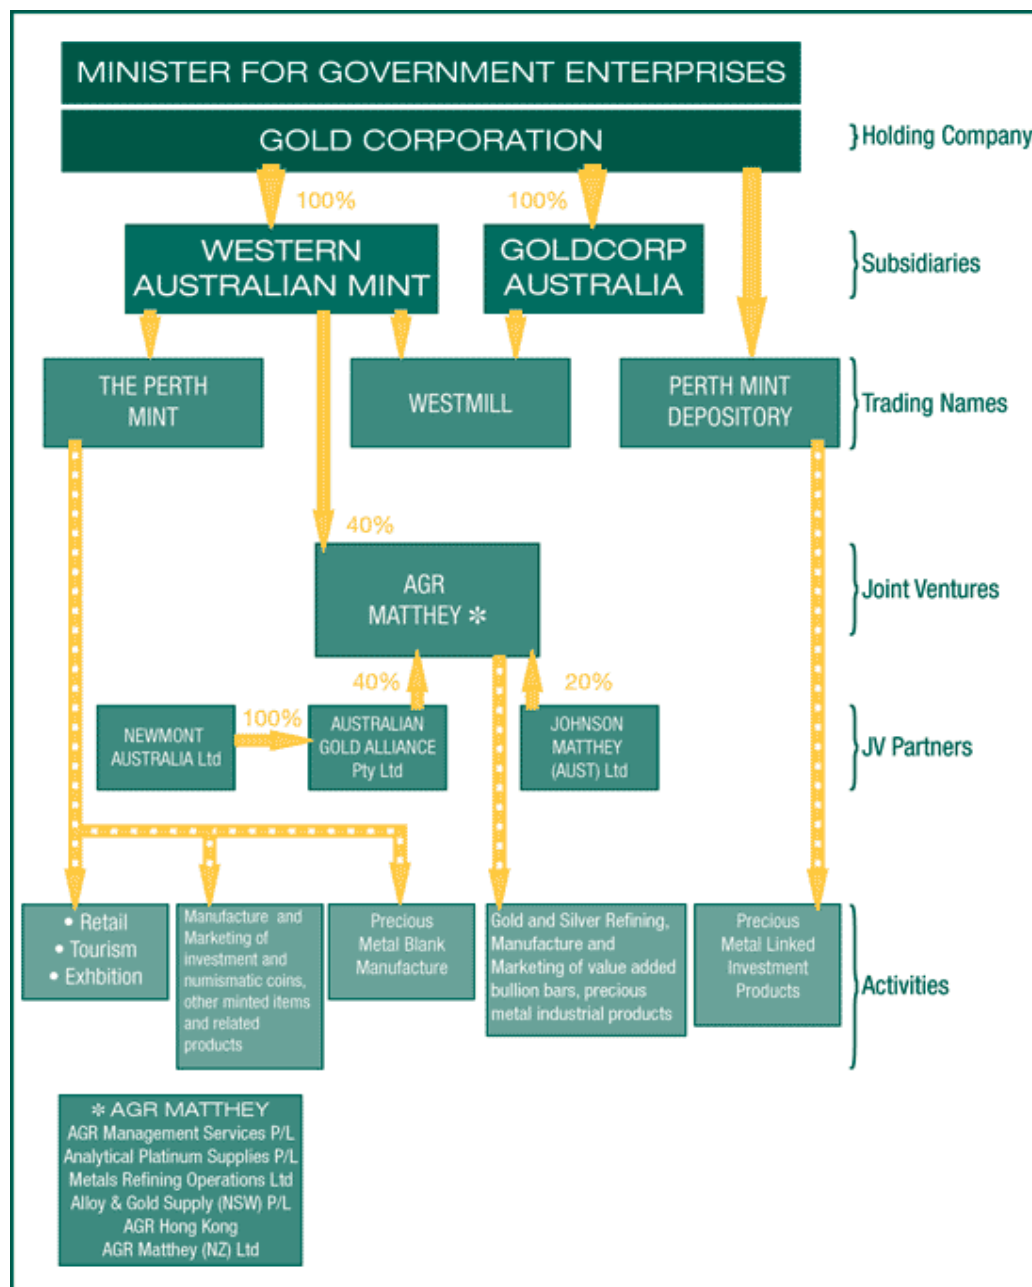 MINISTER FOR GOVERNMENT ENTERPRISES
GOLD CORPORATION
Holding Company
100%
100%
WESTERN
AUSTRALIAN MINT
GOLDCORP
AUSTRALIA
Subsidiaries
THE PERTH
MINT
WESTMILL
PERTH MINT
DEPOSITORY
Trading Names
40%
AGR
MATTHEY *
Joint Ventures
40%
20%
NEWMONT
AUSTRALIA Ltd
100%
AUSTRALIAN
GOLD ALLIANCE
Pty Ltd
JOHNSON
MATTHEY
(AUST) Ltd
JV Partners
• Retail
• Tourism
• Exhbition
Manufacture and
Marketing of
investment and
numismatic coins,
other minted items
and related
products
Precious
Metal Blank
Manufacture
Gold and Silver Refining,
Manufacture and
Marketing of value added
bullion bars, precious
metal industrial products
Precious
Metal Linked
Investment
Products
Activities
* AGR MATTHEY
AGR Management Services P/L
Analytical Platinum Supplies P/L
Metals Refining Operations Ltd
Alloy & Gold Supply (NSW) P/L
AGR Hong Kong
AGR Matthey (NZ) Ltd